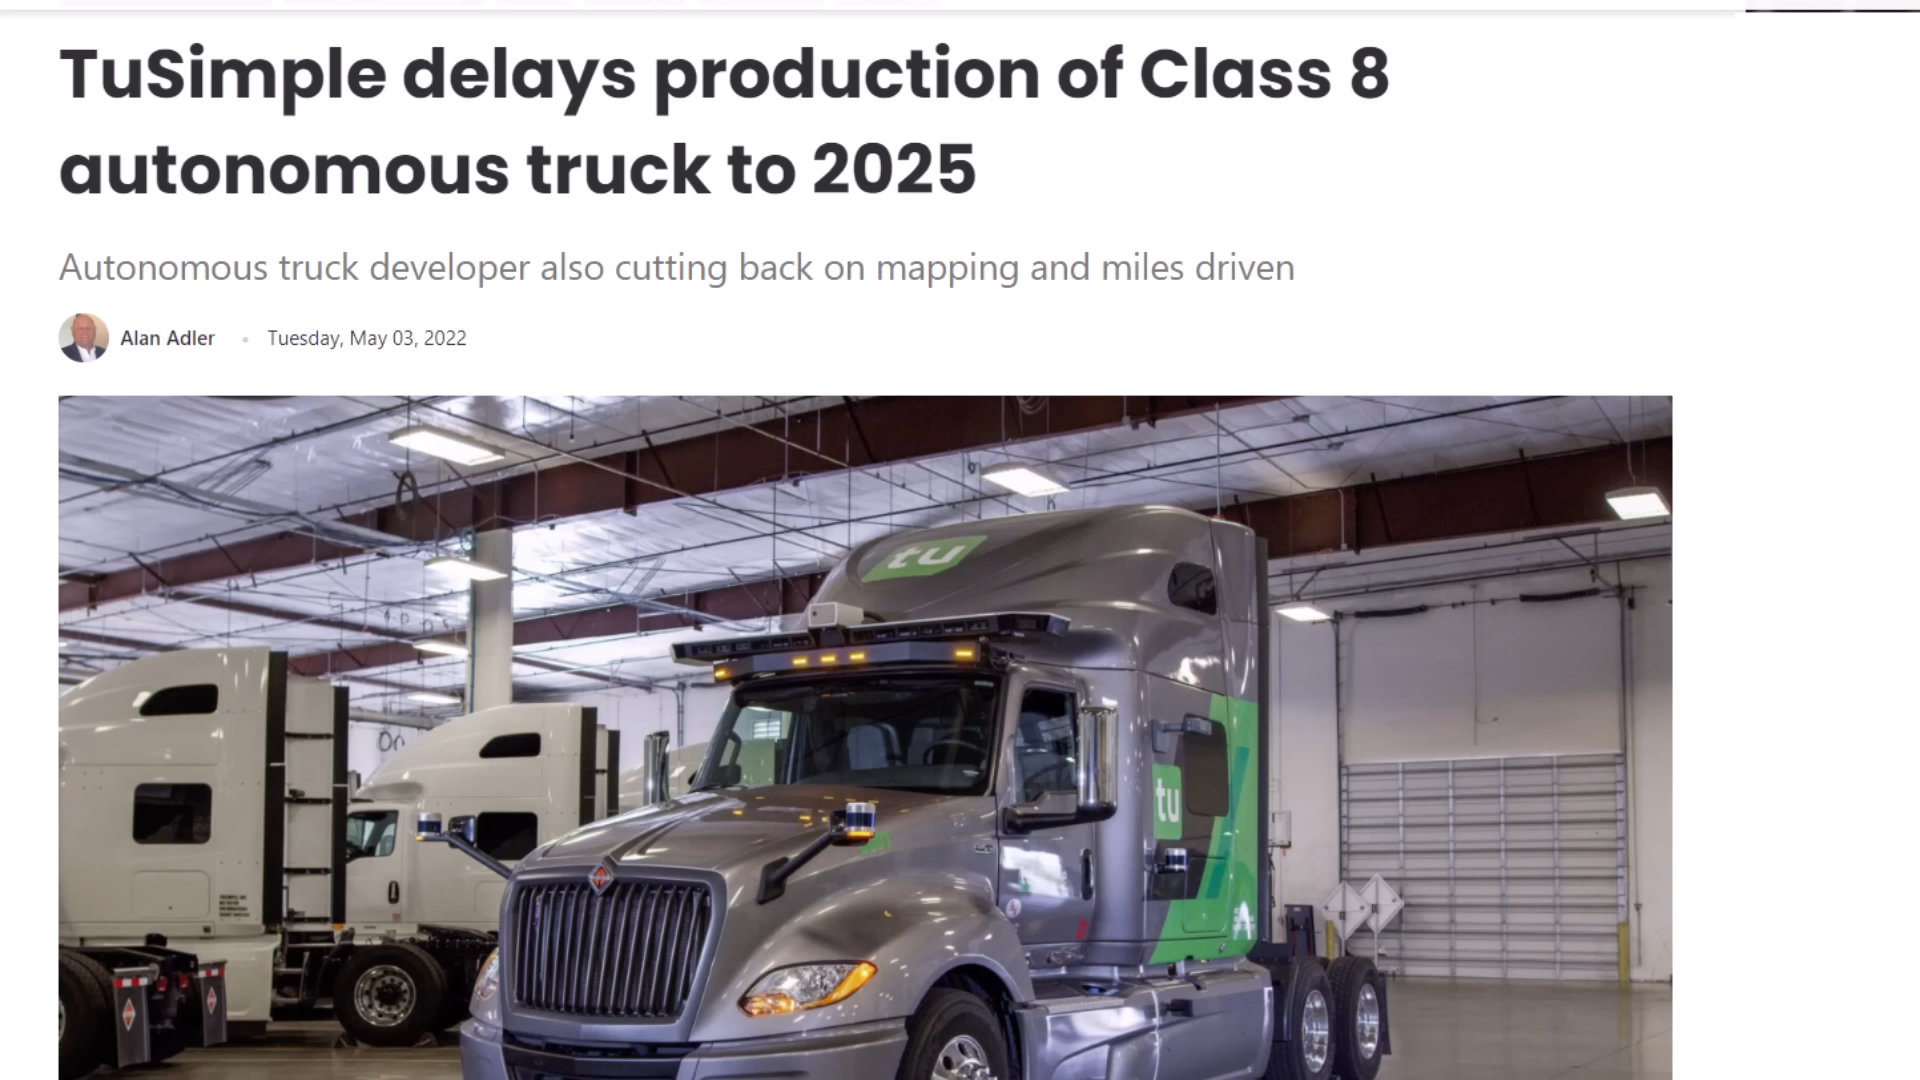 TuSimple delays production of Class 8
autonomous truck to 2025
Autonomous truck developer also cutting back on mapping and miles driven
Alan Adler
Tuesday, May 03, 2022
tu
tu
LT